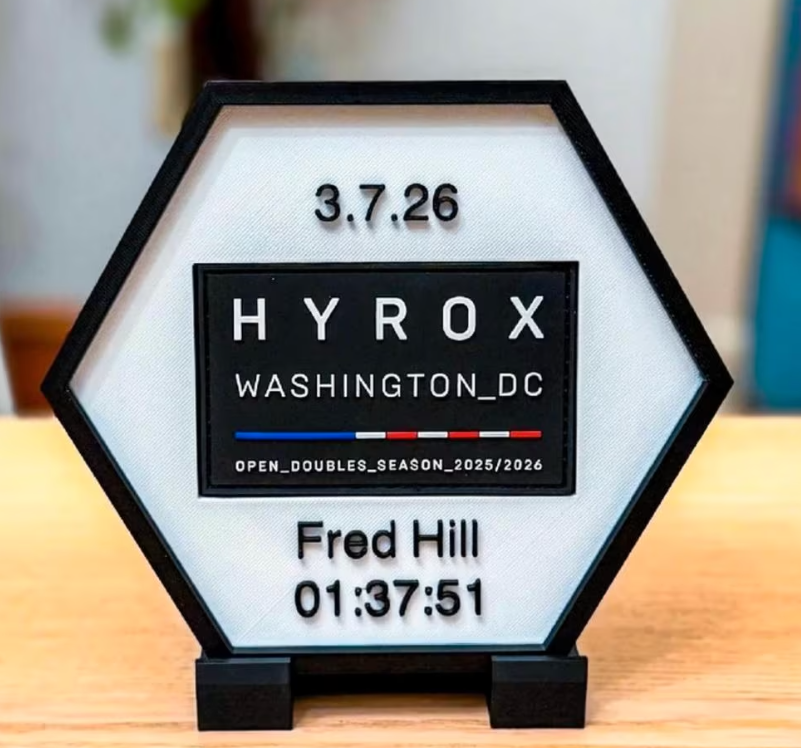 3.7.26
HYROX
WASHINGTON_DC
OPEN_DOUBLES_SEASON_2025/2026
Fred Hill
01:37:51